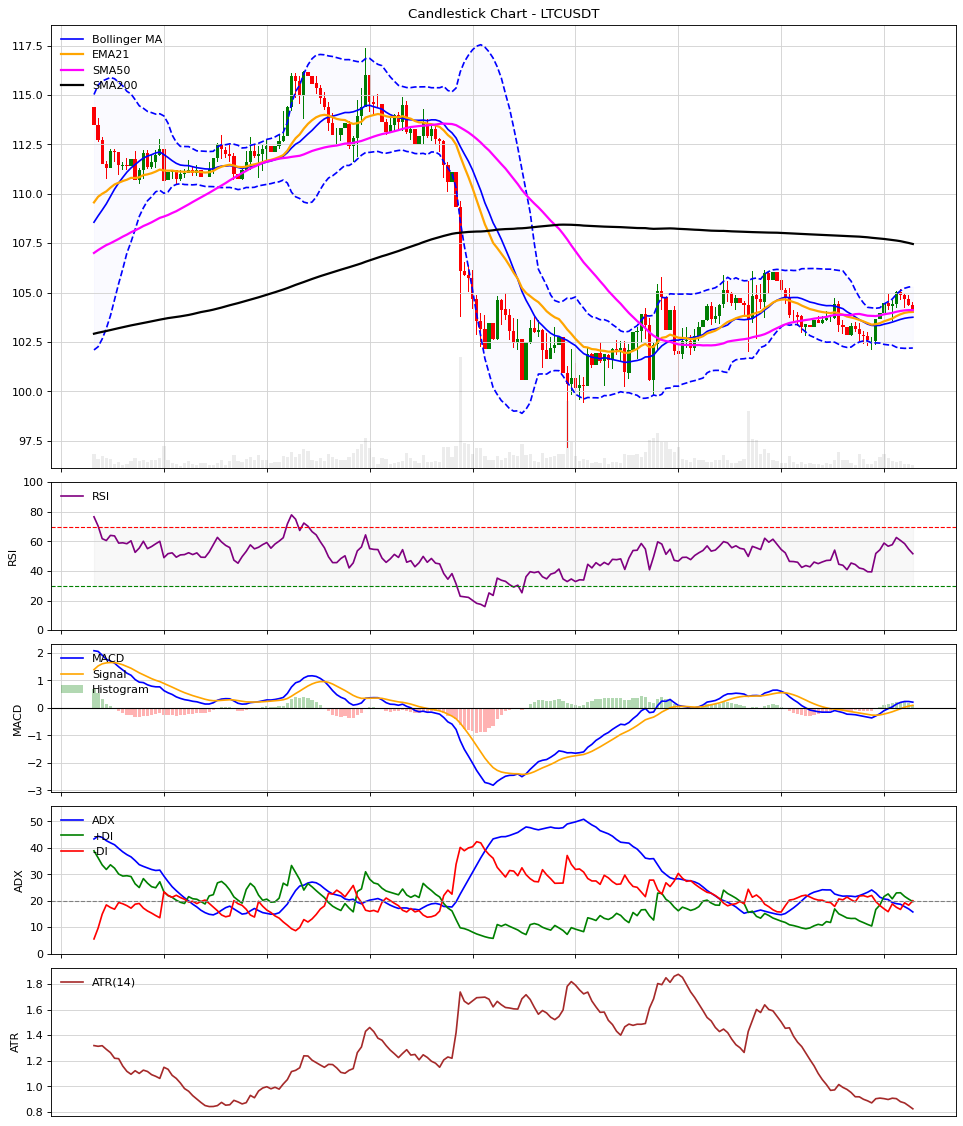 Candlestick Chart - LTCUSDT
Bollinger MA
EMA21
SMA50
SMA200
117.5
115.0
112.5
110.0
107.5
105.0
102.5
100.0
97.5
RSI
RSI
100
80
60
40
20
0
MACD
Signal
Histogram
MACD
2
1
0
−1
−2
−3
ADX
+DI
-DI
ADX
50
40
30
20
10
0
ATR(14)
ATR
1.8
1.6
1.4
1.2
1.0
0.8